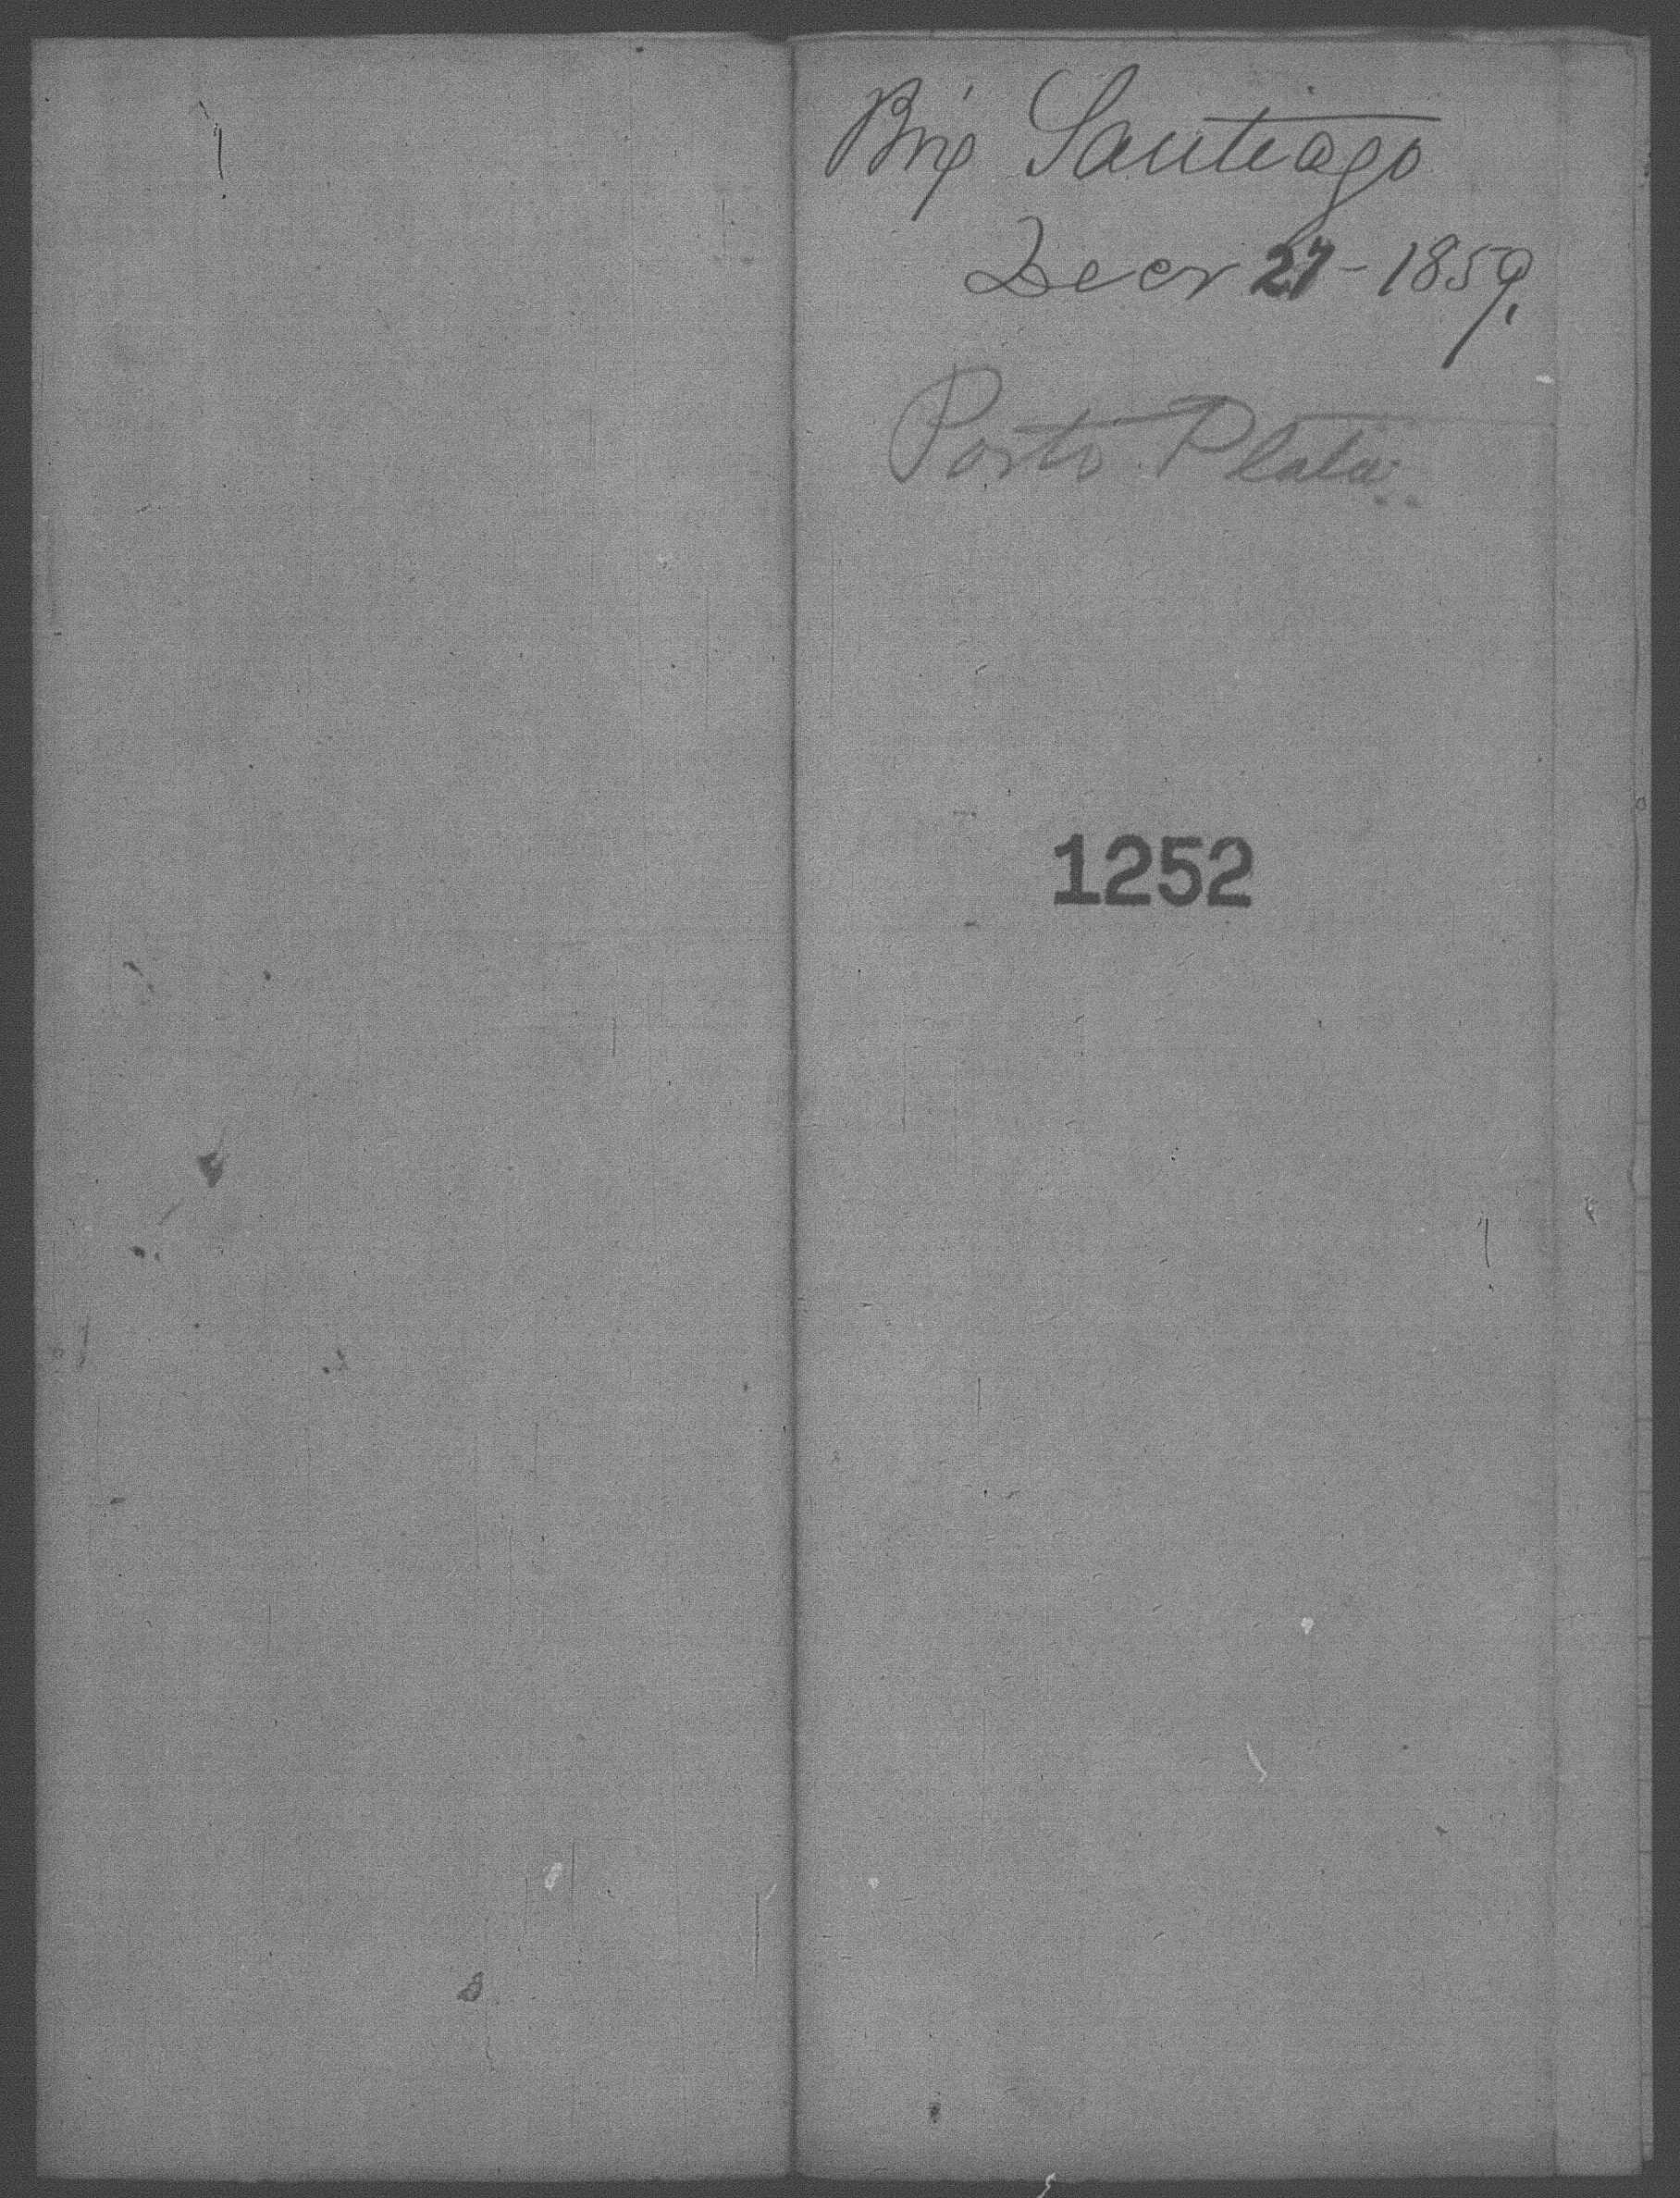 Brig Santiago
Decr 27 - 1859,
Porto Plata
1252